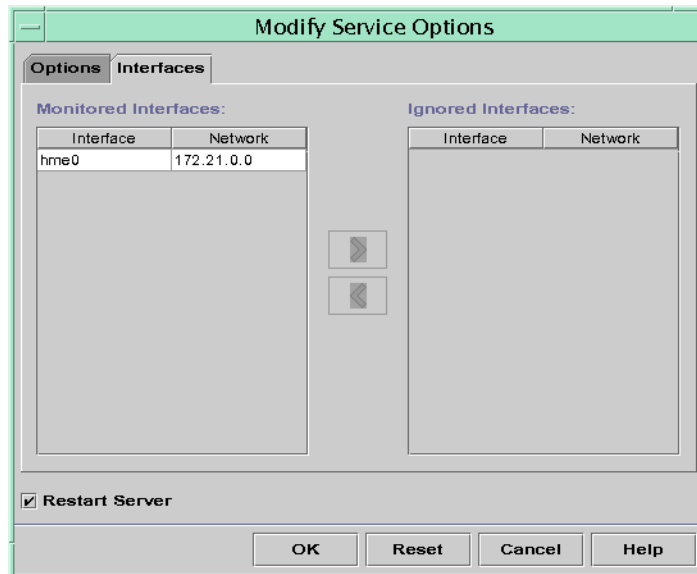 Modify Service Options
Options Interfaces
Monitored Interfaces: Ignored Interfaces:
Interface Network Interface Network
hme0 172.21.0.0
Restart Server
OK Reset Cancel Help